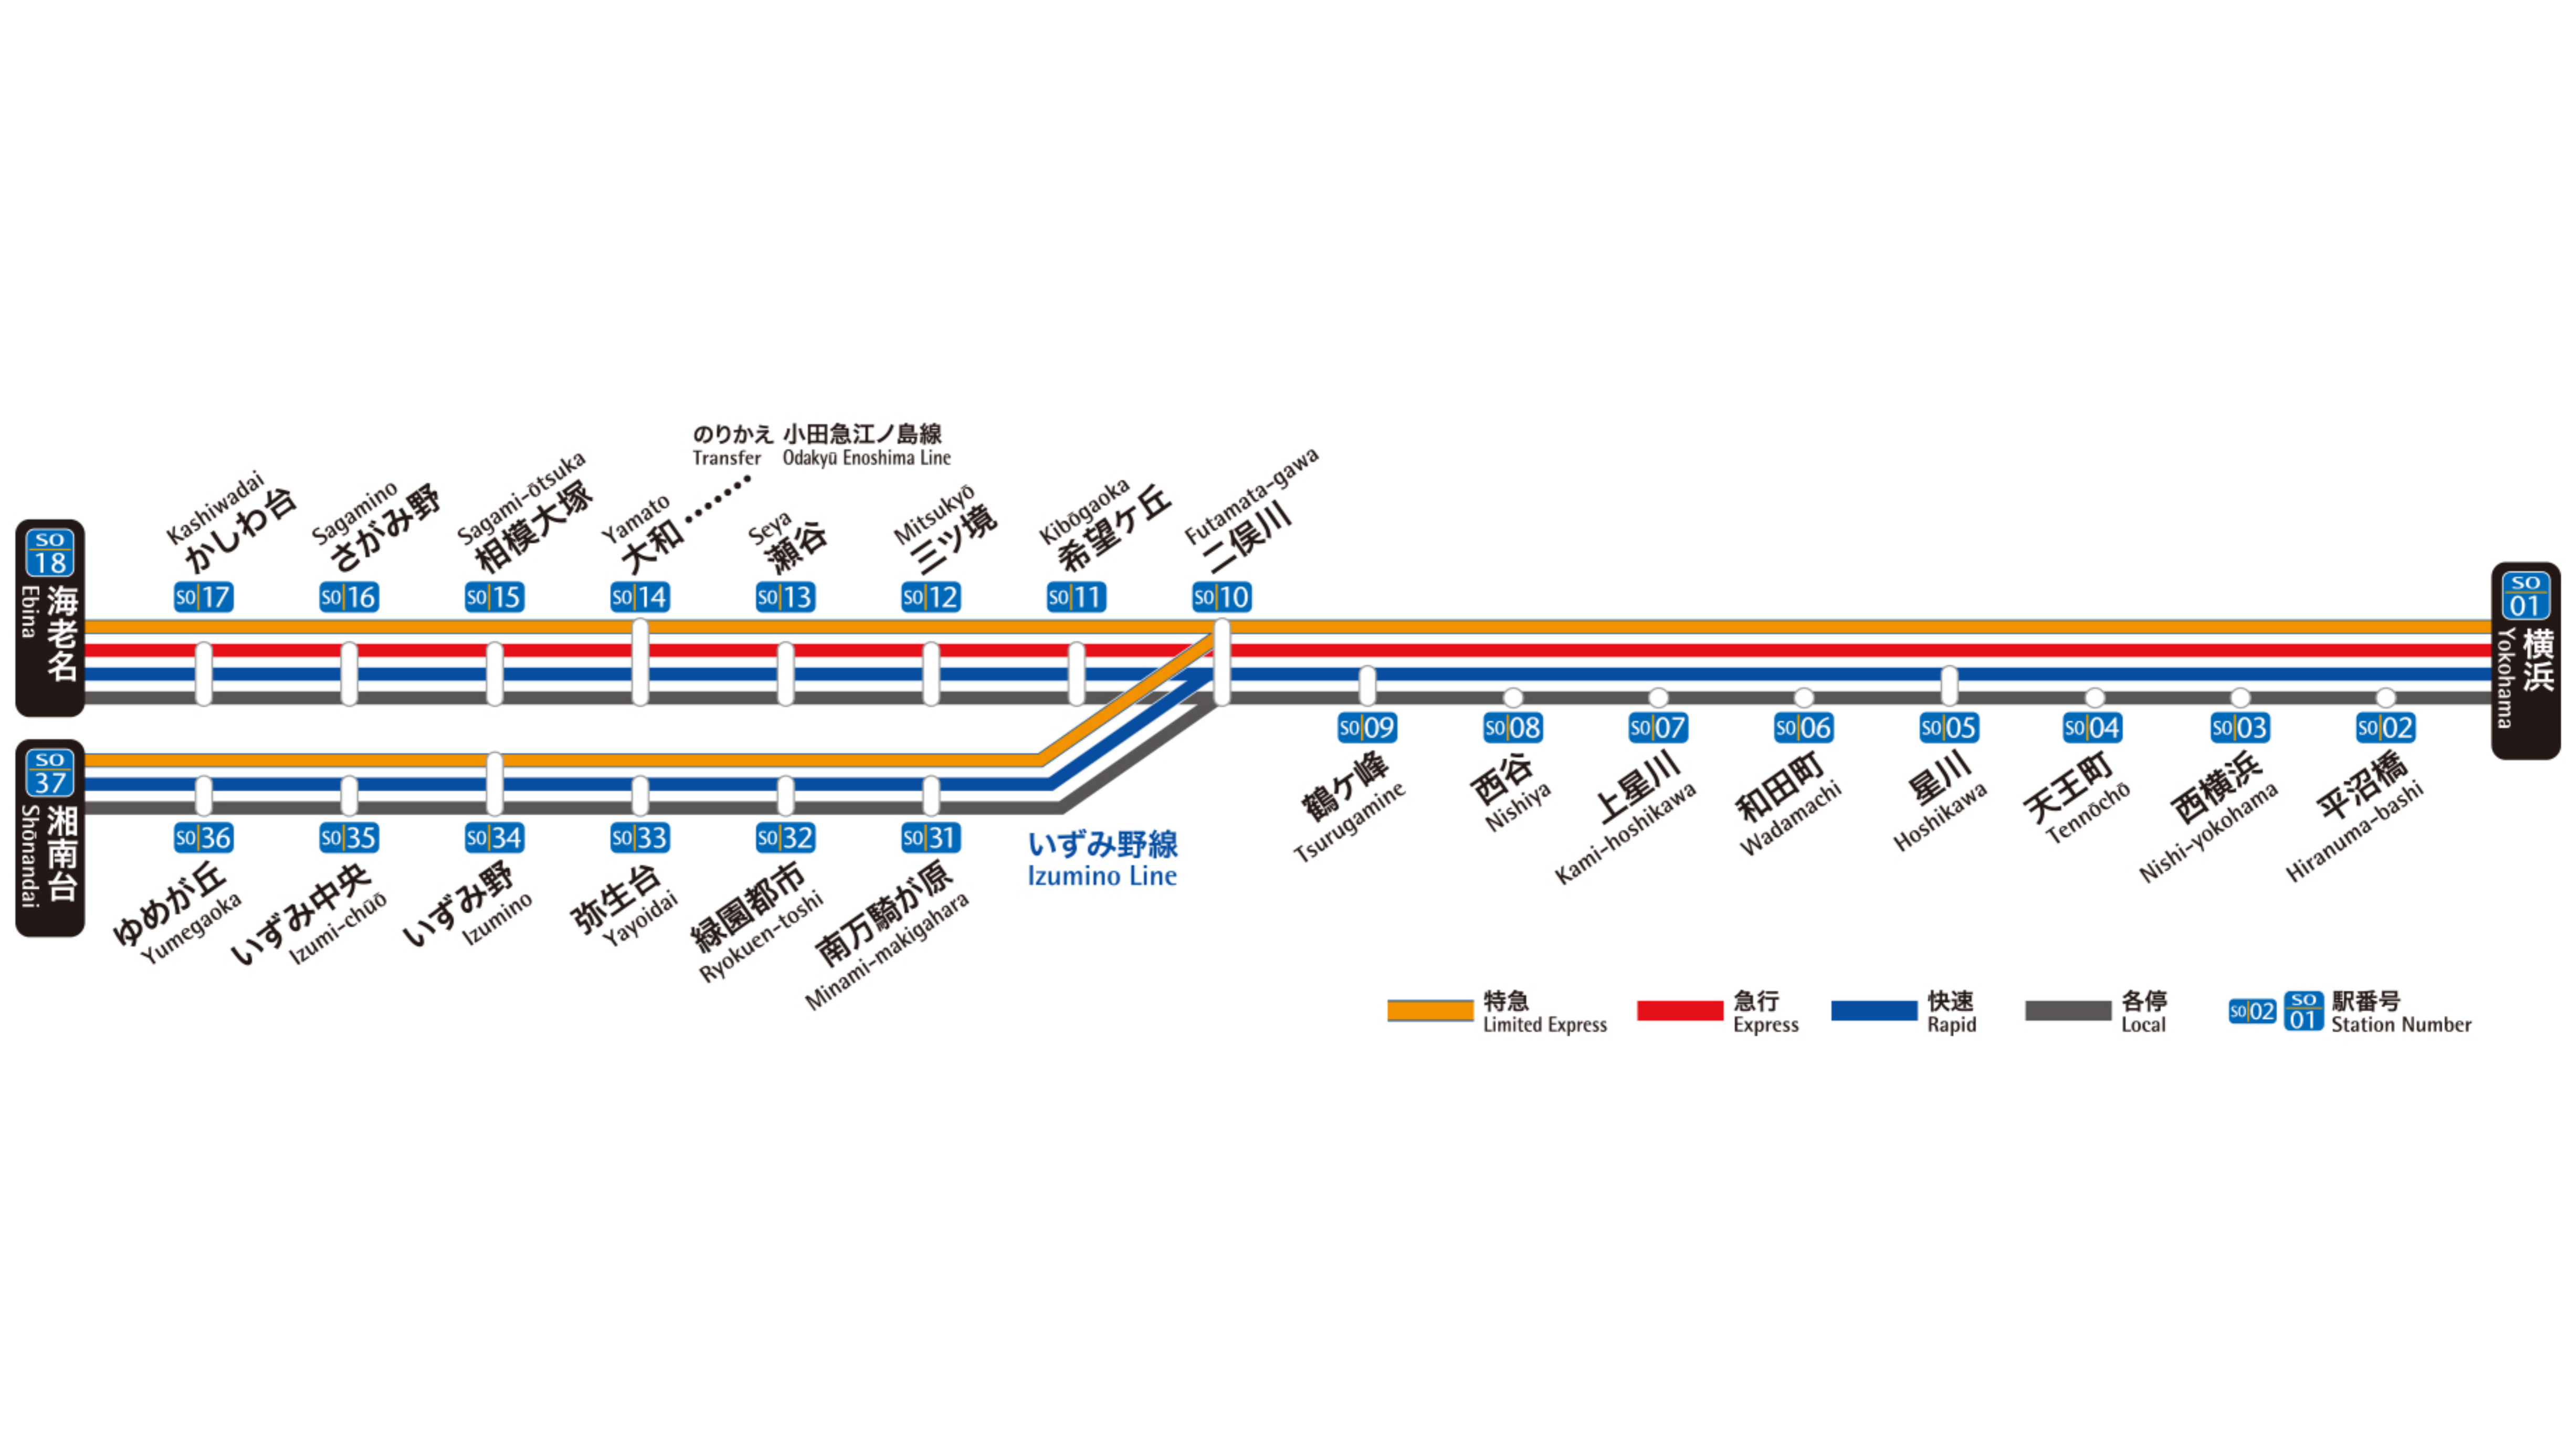 のりかえ 小田急江ノ島線
Transfer Odakyū Enoshima Line
SO
18
海老名
Ebina
Kashiwadai
かしわ台
SO 17
Sagamino
さがみ野
SO 16
Sagami-ōtsuka
相模大塚
SO 15
Yamato
大和
SO 14
Seya
瀬谷
SO 13
Mitsukyō
三ツ境
SO 12
Kibōgaoka
希望ケ丘
SO 11
Futamata-gawa
二俣川
SO 10
SO
01
横浜
Yokohama
SO 09
鶴ケ峰
Tsurugamine
SO 08
西谷
Nishiya
SO 07
上星川
Kami-hoshikawa
SO 06
和田町
Wadamachi
SO 05
星川
Hoshikawa
SO 04
天王町
Tennōchō
SO 03
西横浜
Nishi-yokohama
SO 02
平沼橋
Hiranuma-bashi
SO
37
湘南台
Shōnandai
SO 36
ゆめが丘
Yumegaoka
SO 35
いずみ中央
Izumi-chūō
SO 34
いずみ野
Izumino
SO 33
弥生台
Yayoidai
SO 32
緑園都市
Ryokuen-toshi
SO 31
南万騎が原
Minami-makigahara
いずみ野線
Izumino Line
特急
Limited Express
急行
Express
快速
Rapid
各停
Local
SO 02
SO
01
駅番号
Station Number